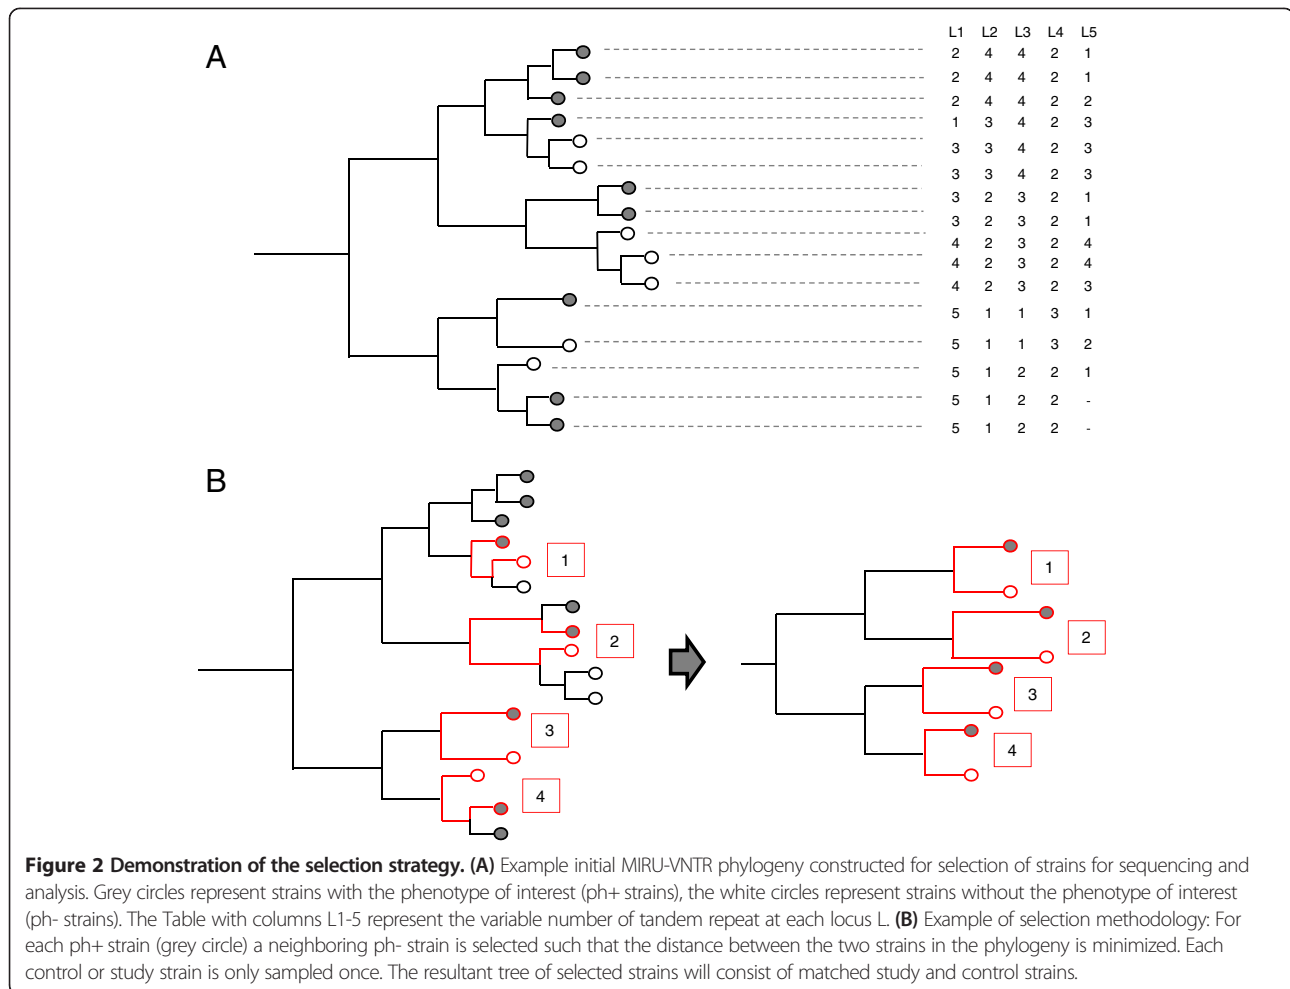 A
L1 L2 L3 L4 L5
2 4 4 2 1
2 4 4 2 1
2 4 4 2 2
1 3 4 2 3
3 3 4 2 3
3 3 4 2 3
3 2 3 2 1
3 2 3 2 1
4 2 3 2 4
4 2 3 2 4
4 2 3 2 3
5 1 1 3 1
5 1 1 3 2
5 1 2 2 1
5 1 2 2 -
5 1 2 2 -
B
1
2
3
4
1
2
3
4
Figure 2 Demonstration of the selection strategy. (A) Example initial MIRU-VNTR phylogeny constructed for selection of strains for sequencing and
analysis. Grey circles represent strains with the phenotype of interest (ph+ strains), the white circles represent strains without the phenotype of interest
(ph- strains). The Table with columns L1-5 represent the variable number of tandem repeat at each locus L. (B) Example of selection methodology: For
each ph+ strain (grey circle) a neighboring ph- strain is selected such that the distance between the two strains in the phylogeny is minimized. Each
control or study strain is only sampled once. The resultant tree of selected strains will consist of matched study and control strains.